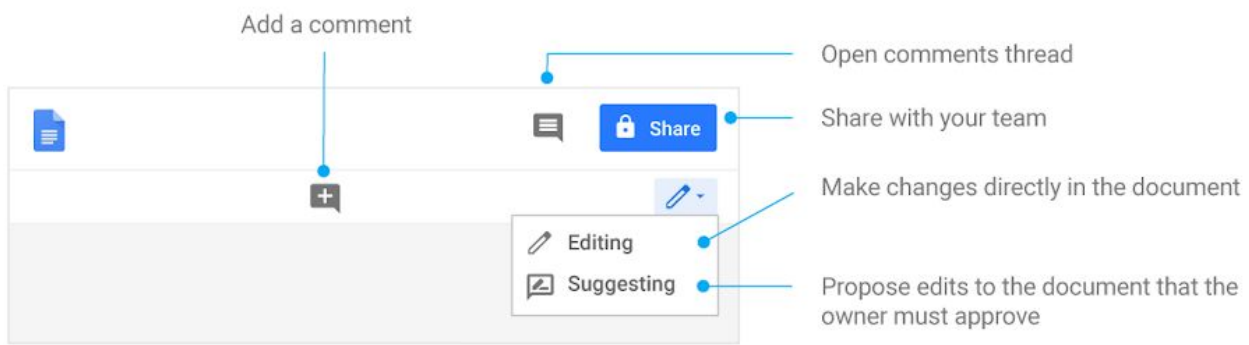 Add a comment
Open comments thread
Share
Share with your team
Make changes directly in the document
Editing
Suggesting
Propose edits to the document that the
owner must approve